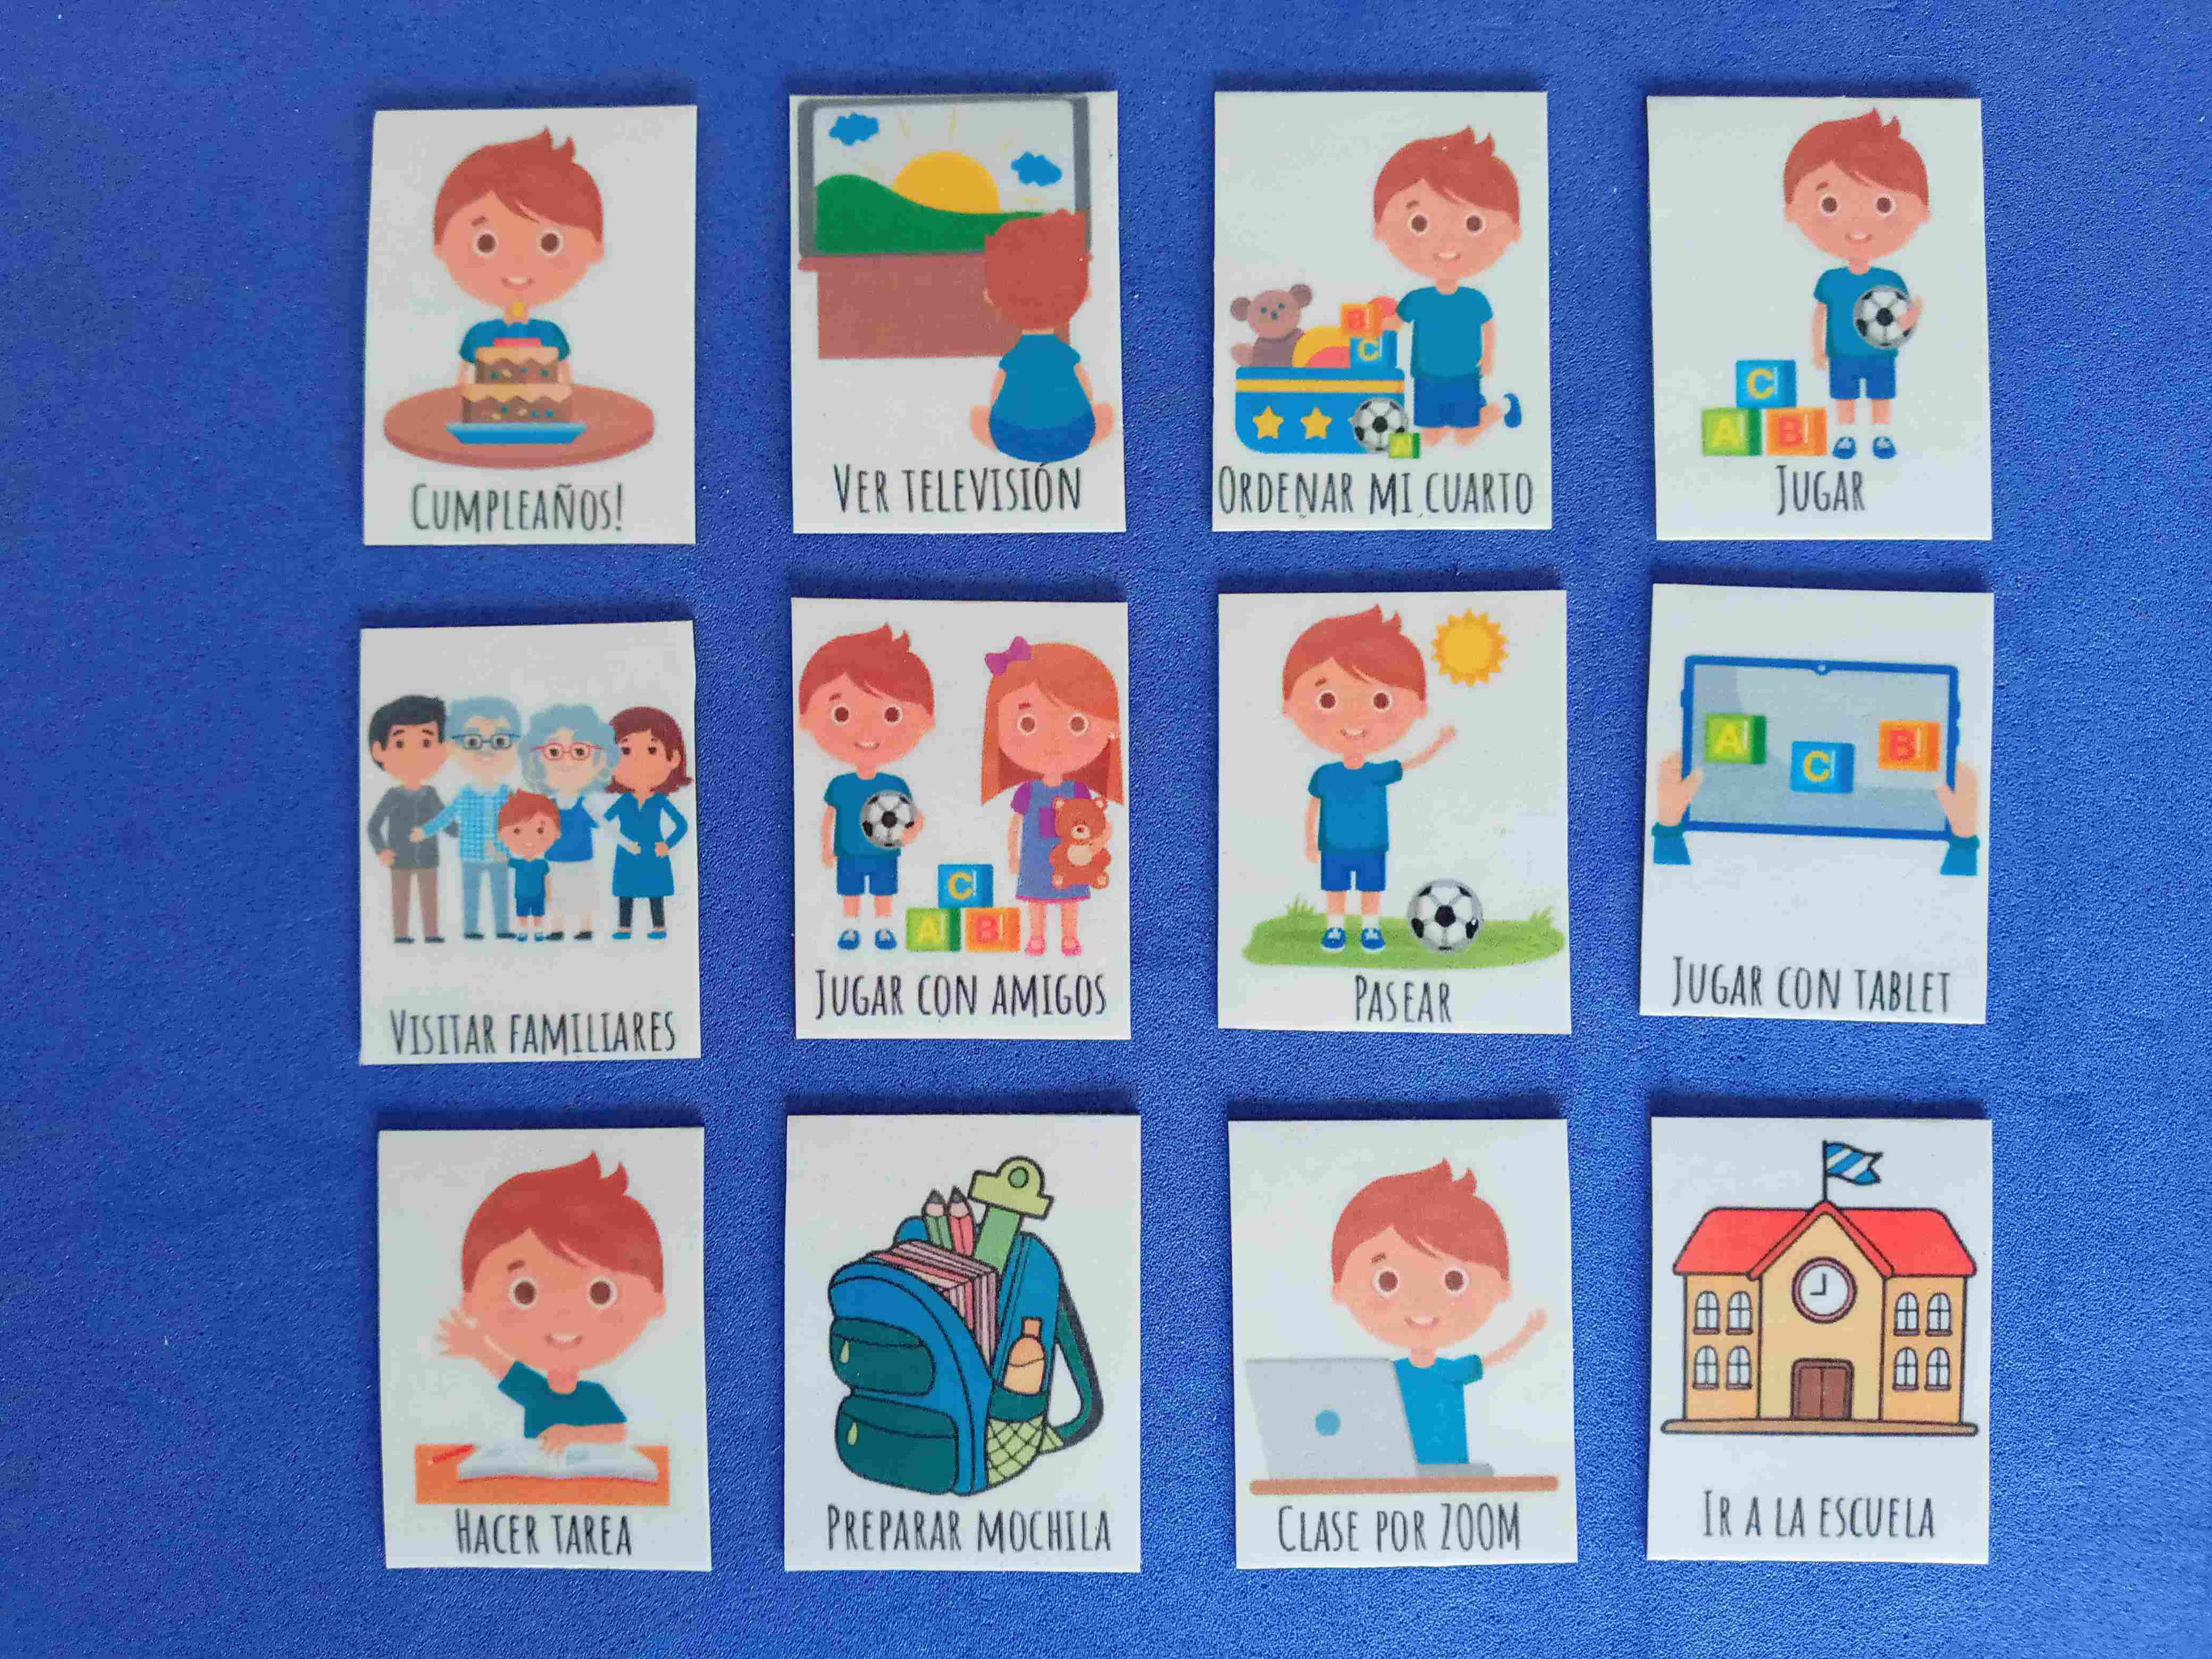 CUMPLEAÑOS!
VER TELEVISIÓN
B
C
A
ORDENAR MI CUARTO
C
A B
JUGAR
VISITAR FAMILIARES
C
A B
JUGAR CON AMIGOS
PASEAR
A C B
JUGAR CON TABLET
HACER TAREA
PREPARAR MOCHILA
CLASE POR ZOOM
IR A LA ESCUELA